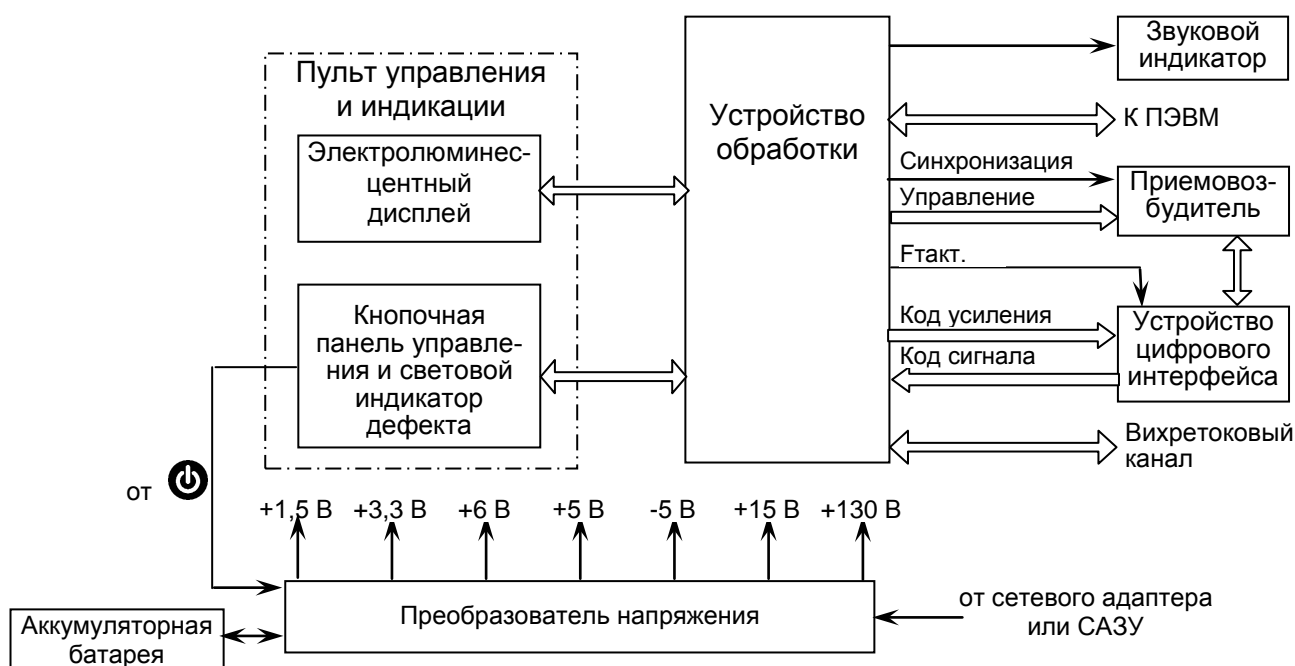 Пульт управления
и индикации
Электролюминес-
центный
дисплей
Кнопочная
панель управле-
ния и световой
индикатор
дефекта
Устройство
обработки
Звуковой
индикатор
К ПЭВМ
Синхронизация
Управление
Приемовоз-
будитель
Fтакт.
Код усиления
Код сигнала
Устройство
цифрового
интерфейса
Вихретоковый
канал
от
+1,5 В +3,3 В +6 В +5 В -5 В +15 В +130 В
Преобразователь напряжения
Аккумуляторная
батарея
от сетевого адаптера
или САЗУ